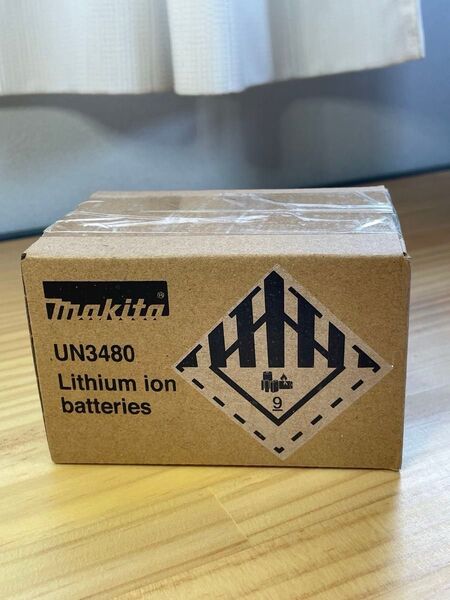 makita®
UN3480
Lithium ion
batteries
9